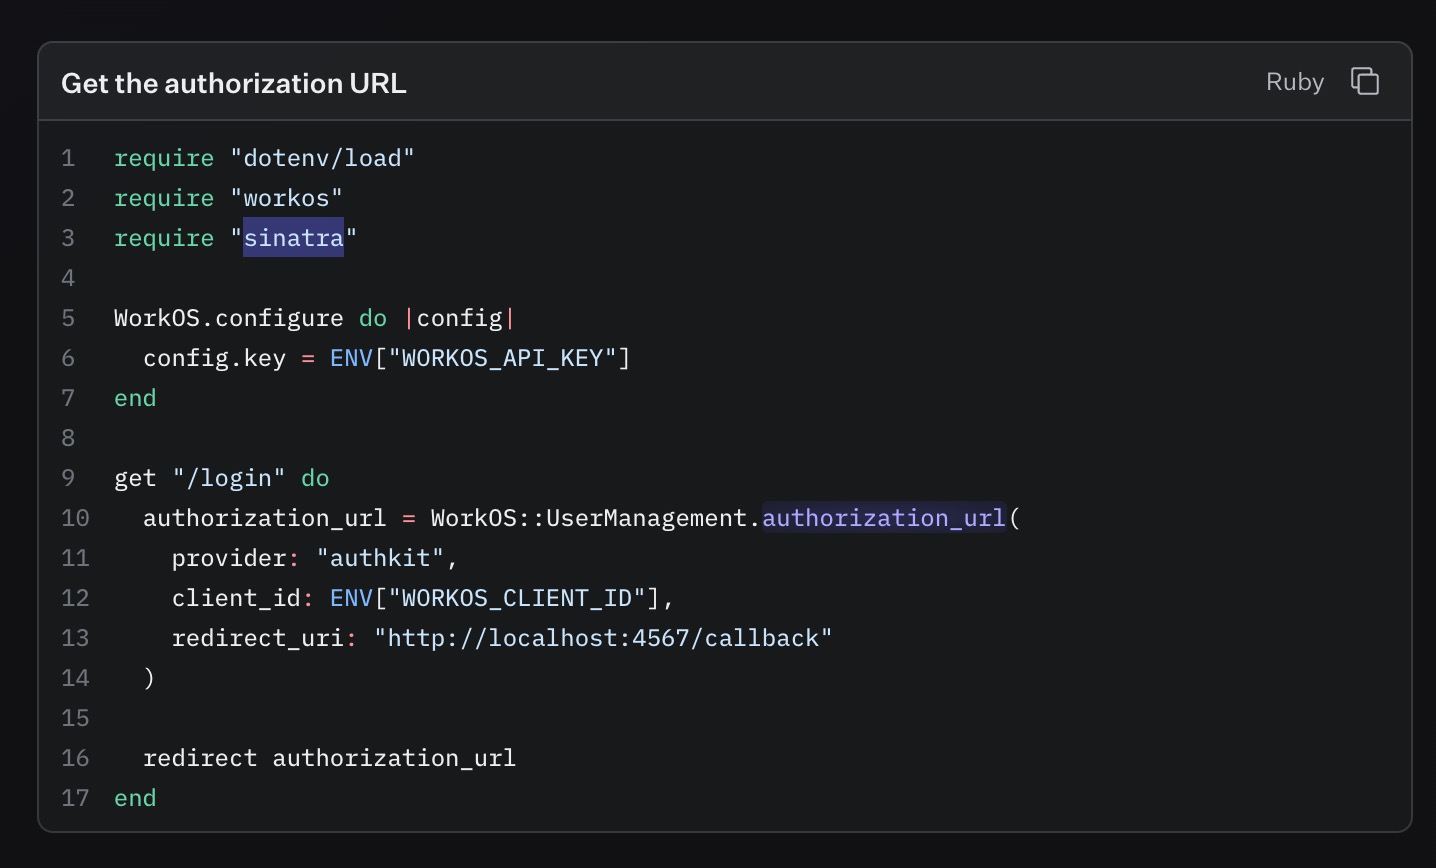 Get the authorization URL
Ruby
1 require "dotenv/load"
2 require "workos"
3 require "sinatra"
4
5 WorkOS.configure do |config|
6   config.key = ENV["WORKOS_API_KEY"]
7 end
8
9 get "/login" do
10   authorization_url = WorkOS::UserManagement.authorization_url(
11     provider: "authkit",
12     client_id: ENV["WORKOS_CLIENT_ID"],
13     redirect_uri: "http://localhost:4567/callback"
14   )
15
16   redirect authorization_url
17 end